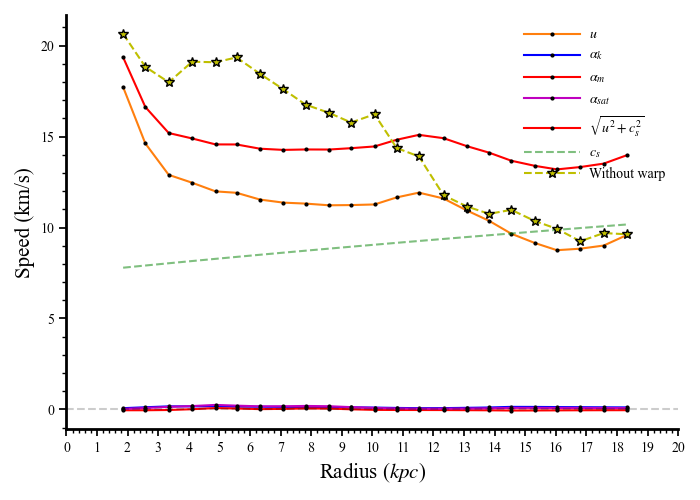 u
α_k
α_m
α_sat
√u² + c_s²
c_s
Without warp
Speed (km/s)
20
15
10
5
0
0 1 2 3 4 5 6 7 8 9 10 11 12 13 14 15 16 17 18 19 20
Radius (kpc)